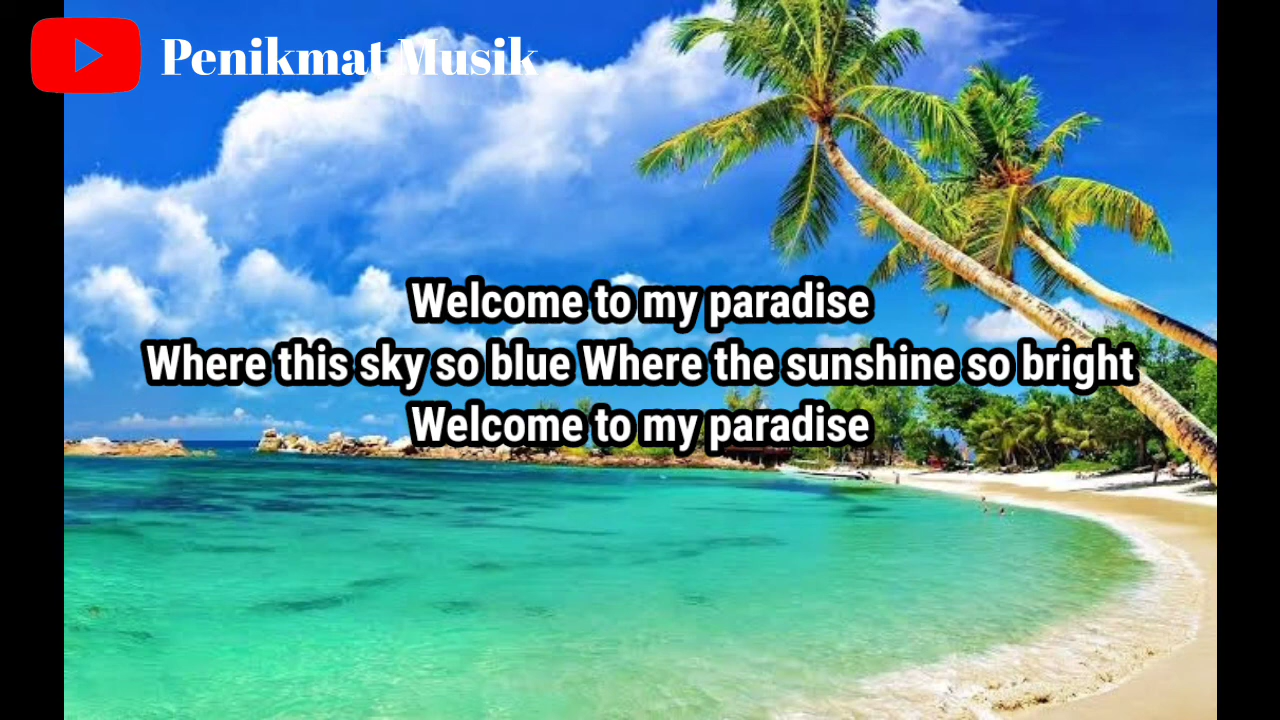 Penikmat Musik
Welcome to my paradise
Where this sky so blue Where the sunshine so bright
Welcome to my paradise